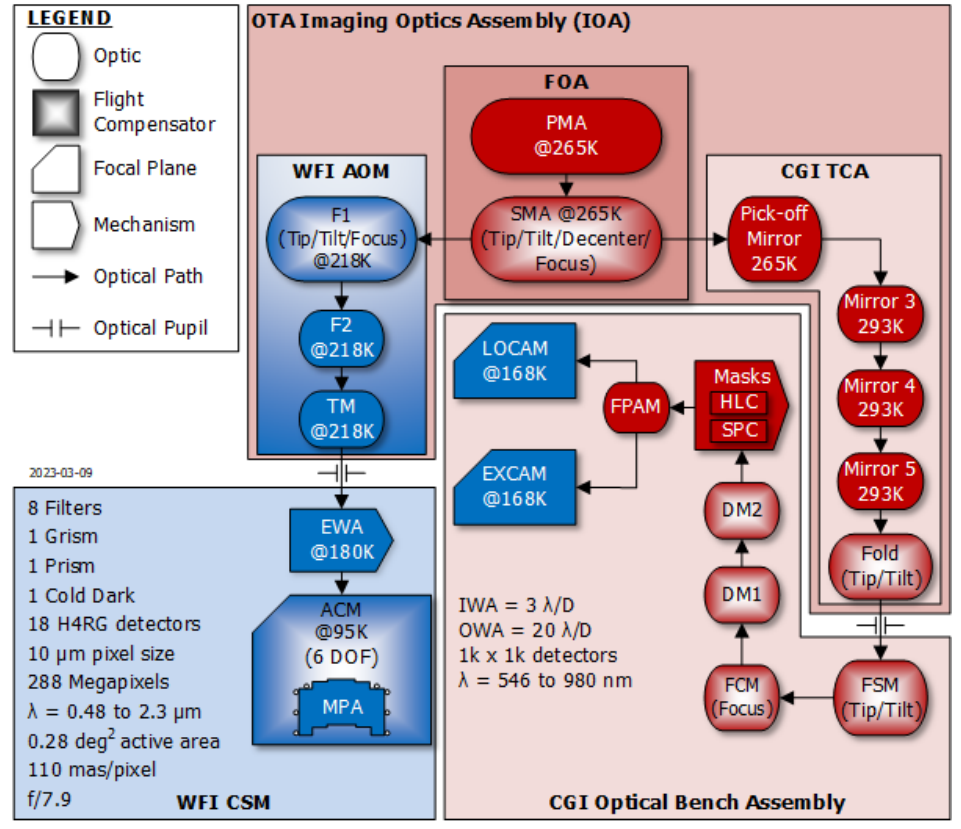 LEGEND
Optic
Flight
Compensator
Focal Plane
Mechanism
Optical Path
Optical Pupil
OTA Imaging Optics Assembly (IOA)
FOA
PMA
@265K
SMA @265K
(Tip/Tilt/Decenter/
Focus)
WFI AOM
F1
(Tip/Tilt/Focus)
@218K
F2
@218K
TM
@218K
CGI TCA
Pick-off
Mirror
265K
Mirror 3
293K
Mirror 4
293K
Mirror 5
293K
Fold
(Tip/Tilt)
LOCAM
@168K
EXCAM
@168K
FPAM
Masks
HLC
SPC
DM2
DM1
FCM
(Focus)
FSM
(Tip/Tilt)
IWA = 3 λ/D
OWA = 20 λ/D
1k x 1k detectors
λ = 546 to 980 nm
CGI Optical Bench Assembly
2023-03-09
8 Filters
1 Grism
1 Prism
1 Cold Dark
18 H4RG detectors
10 µm pixel size
288 Megapixels
λ = 0.48 to 2.3 µm
0.28 deg² active area
110 mas/pixel
f/7.9
EWA
@180K
ACM
@95K
(6 DOF)
MPA
WFI CSM